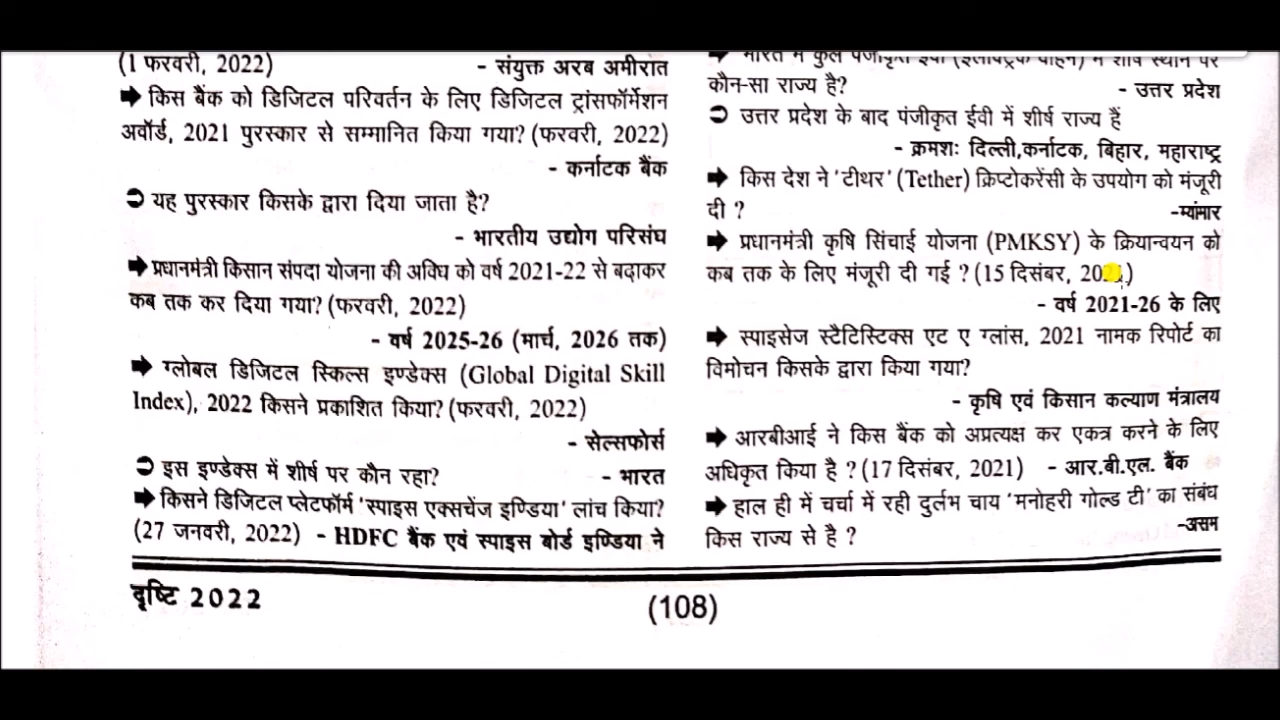 (1 फरवरी, 2022) - संयुक्त अरब अमीरात
➡ किस बैंक को डिजिटल परिवर्तन के लिए डिजिटल ट्रांसफॉर्मेशन
अवॉर्ड, 2021 पुरस्कार से सम्मानित किया गया? (फरवरी, 2022)
- कर्नाटक बैंक
➲ यह पुरस्कार किसके द्वारा दिया जाता है?
- भारतीय उद्योग परिसंघ
➡ प्रधानमंत्री किसान संपदा योजना की अवधि को वर्ष 2021-22 से बढ़ाकर
कब तक कर दिया गया? (फरवरी, 2022)
- वर्ष 2025-26 (मार्च, 2026 तक)
➡ ग्लोबल डिजिटल स्किल्स इण्डेक्स (Global Digital Skill
Index), 2022 किसने प्रकाशित किया? (फरवरी, 2022)
- सेल्सफोर्स
➲ इस इण्डेक्स में शीर्ष पर कौन रहा? - भारत
➡ किसने डिजिटल प्लेटफॉर्म 'स्पाइस एक्सचेंज इण्डिया' लांच किया?
(27 जनवरी, 2022) - HDFC बैंक एवं स्पाइस बोर्ड इण्डिया ने
भारत में कुल पंजीकृत ईवी (इलेक्ट्रिक वाहन) में शीर्ष स्थान पर
कौन-सा राज्य है? - उत्तर प्रदेश
➲ उत्तर प्रदेश के बाद पंजीकृत ईवी में शीर्ष राज्य हैं
- क्रमशः दिल्ली,कर्नाटक, बिहार, महाराष्ट्र
➡ किस देश ने 'टीथर' (Tether) क्रिप्टोकरेंसी के उपयोग को मंजूरी
दी ? -म्यांमार
➡ प्रधानमंत्री कृषि सिंचाई योजना (PMKSY) के क्रियान्वयन को
कब तक के लिए मंजूरी दी गई ? (15 दिसंबर,
- वर्ष 2021-26 के लिए
➡ स्पाइसेज स्टैटिस्टिक्स एट ए ग्लांस, 2021 नामक रिपोर्ट का
विमोचन किसके द्वारा किया गया?
- कृषि एवं किसान कल्याण मंत्रालय
➡ आरबीआई ने किस बैंक को अप्रत्यक्ष कर एकत्र करने के लिए
अधिकृत किया है ? (17 दिसंबर, 2021) - आर.बी.एल. बैंक
➡ हाल ही में चर्चा में रही दुर्लभ चाय 'मनोहरी गोल्ड टी' का संबंध
किस राज्य से है ? -असम
दृष्टि 2022 (108)